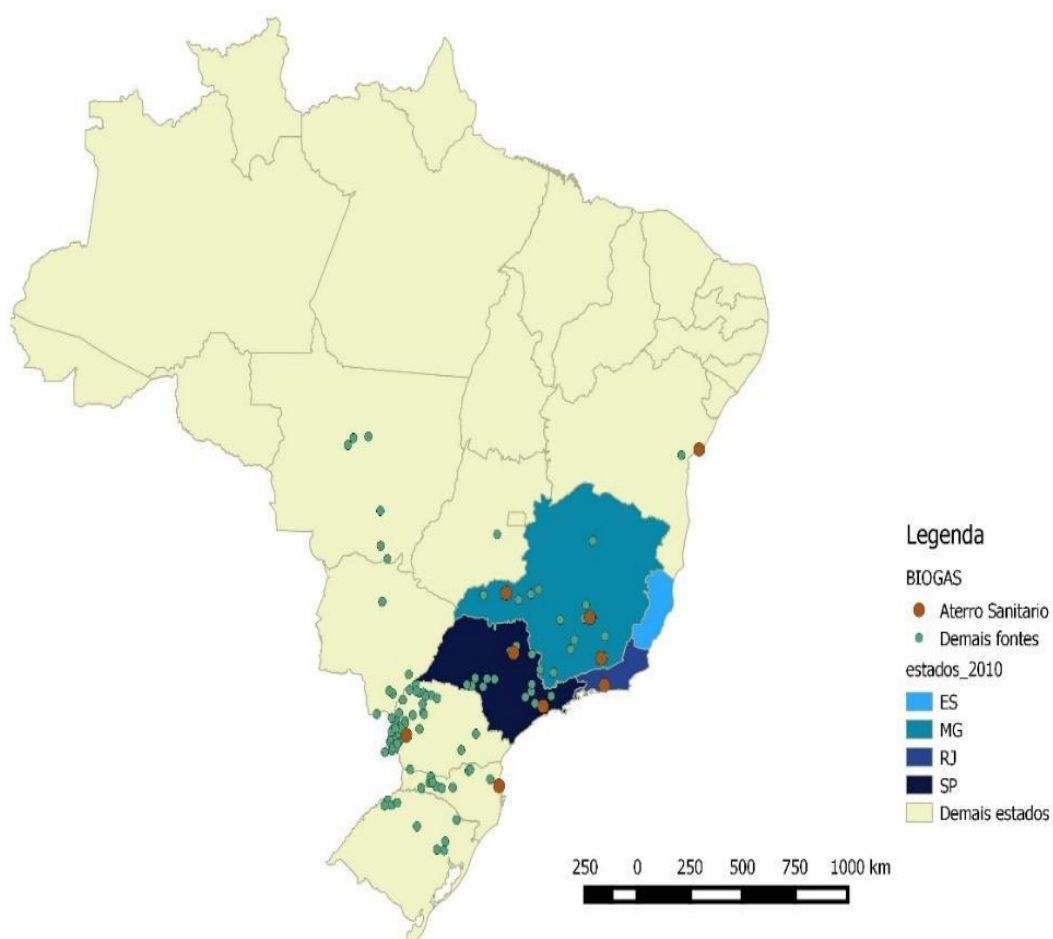 Legenda
BIOGAS
Aterro Sanitario
Demais fontes
estados_2010
ES
MG
RJ
SP
Demais estados
250 0 250 500 750 1000 km